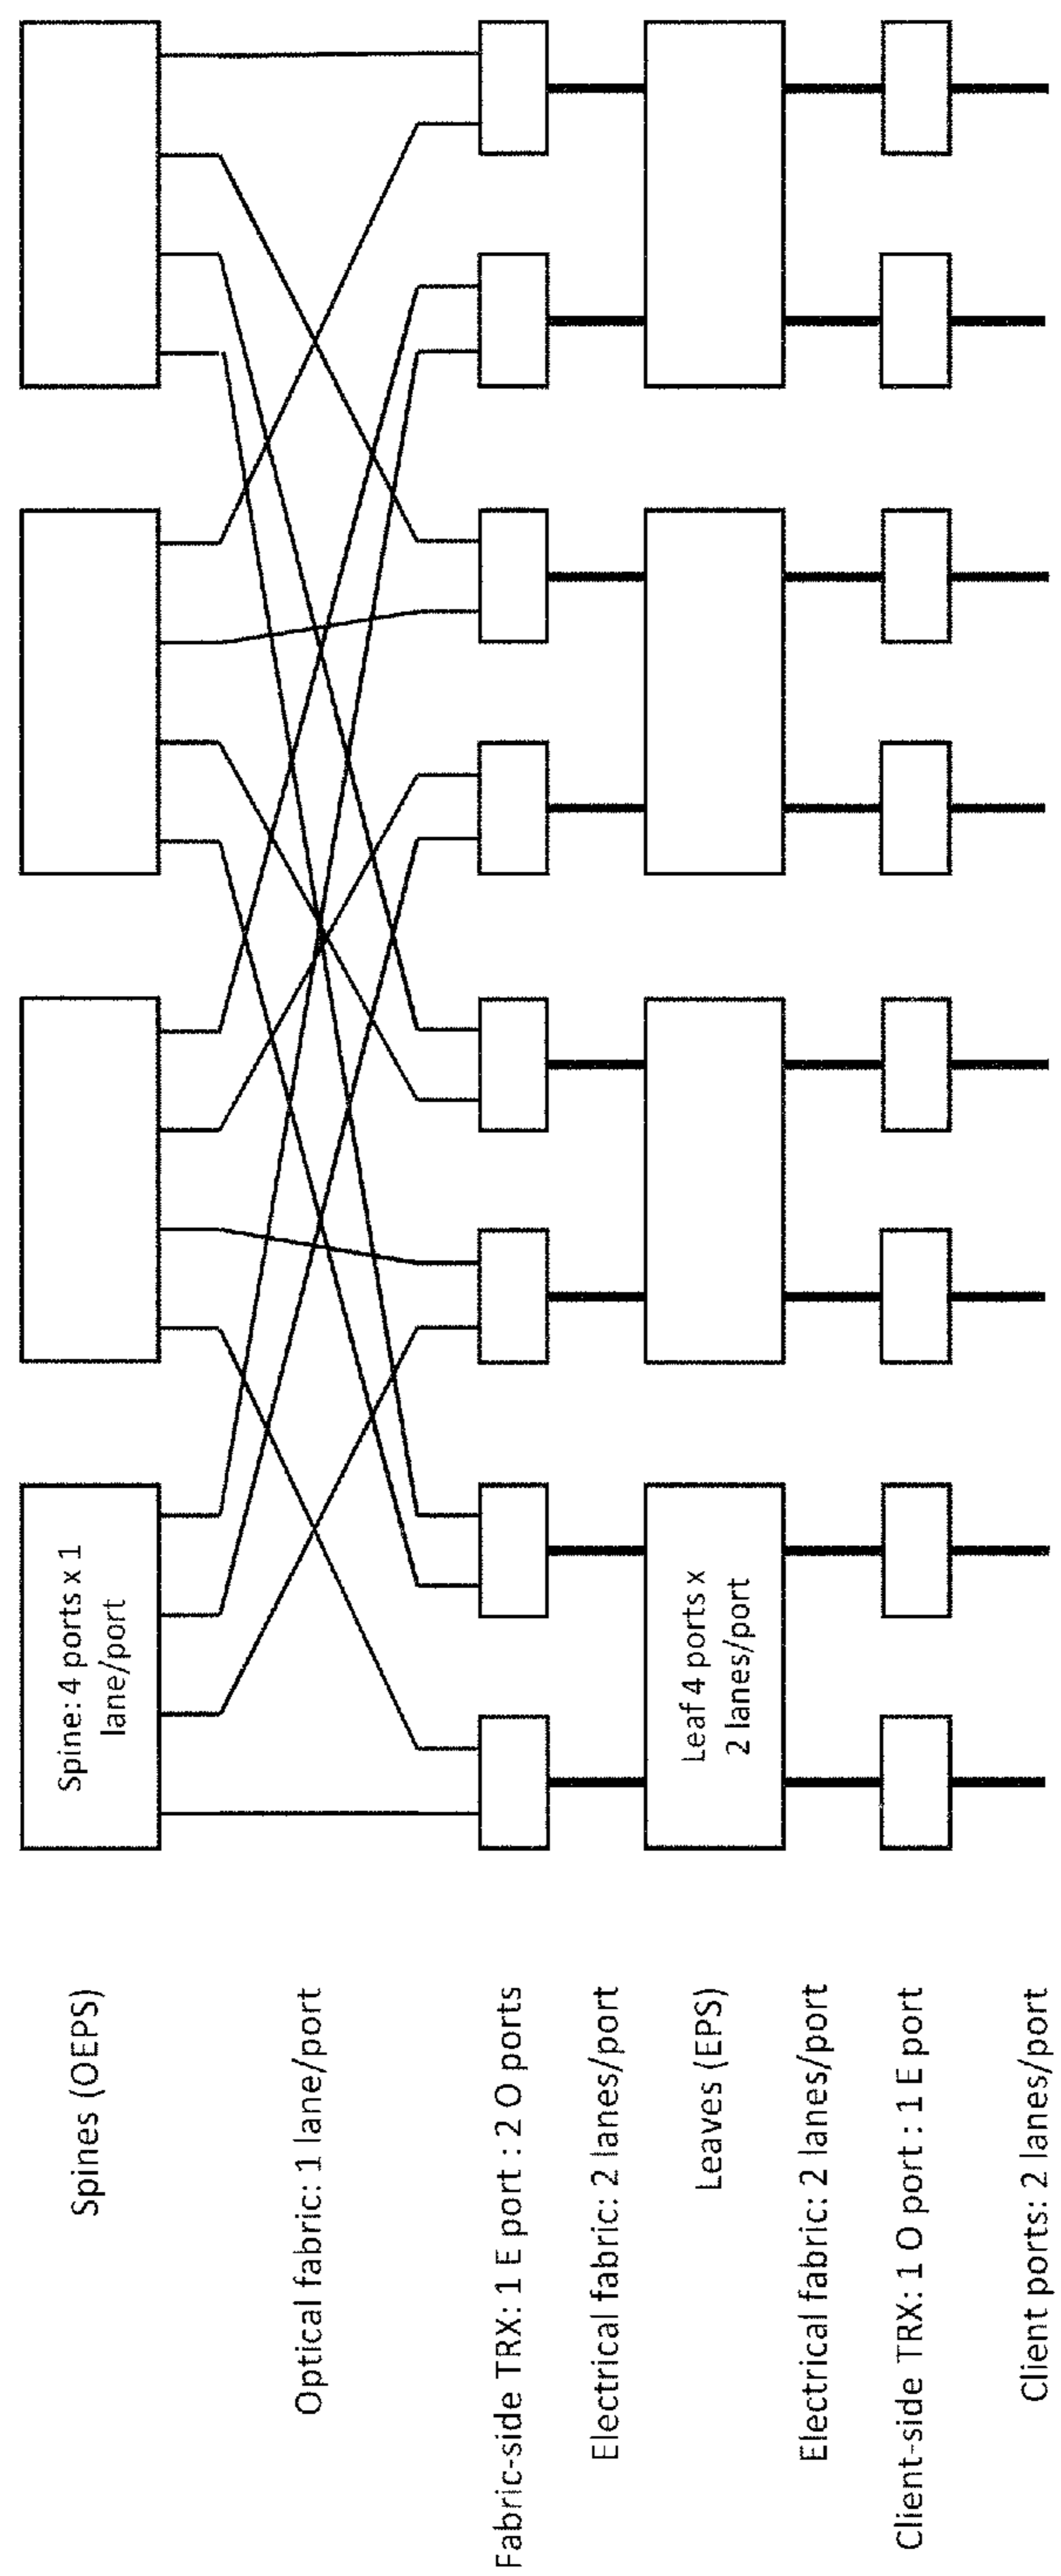 Spines (OEPS)
Spine: 4 ports x 1
lane/port
Optical fabric: 1 lane/port
Fabric-side TRX: 1 E port : 2 O ports
Electrical fabric: 2 lanes/port
Leaves (EPS)
Leaf 4 ports x
2 lanes/port
Electrical fabric: 2 lanes/port
Client-side TRX: 1 O port : 1 E port
Client ports: 2 lanes/port